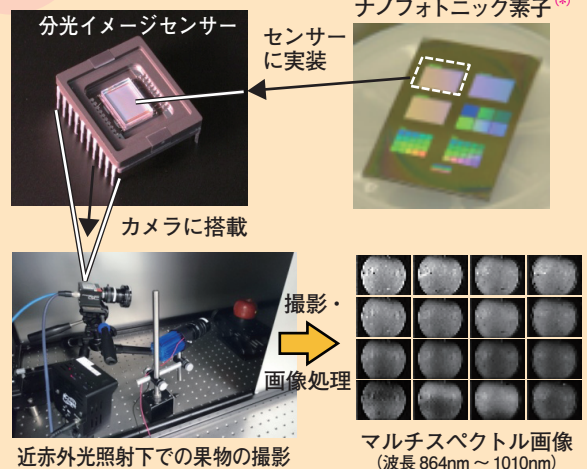 分光イメージセンサー
センサー
に実装
ナノフォトニック素子(*)
カメラに搭載
撮影・
画像処理
近赤外光照射下での果物の撮影
マルチスペクトル画像
(波長 864nm ~ 1010nm)